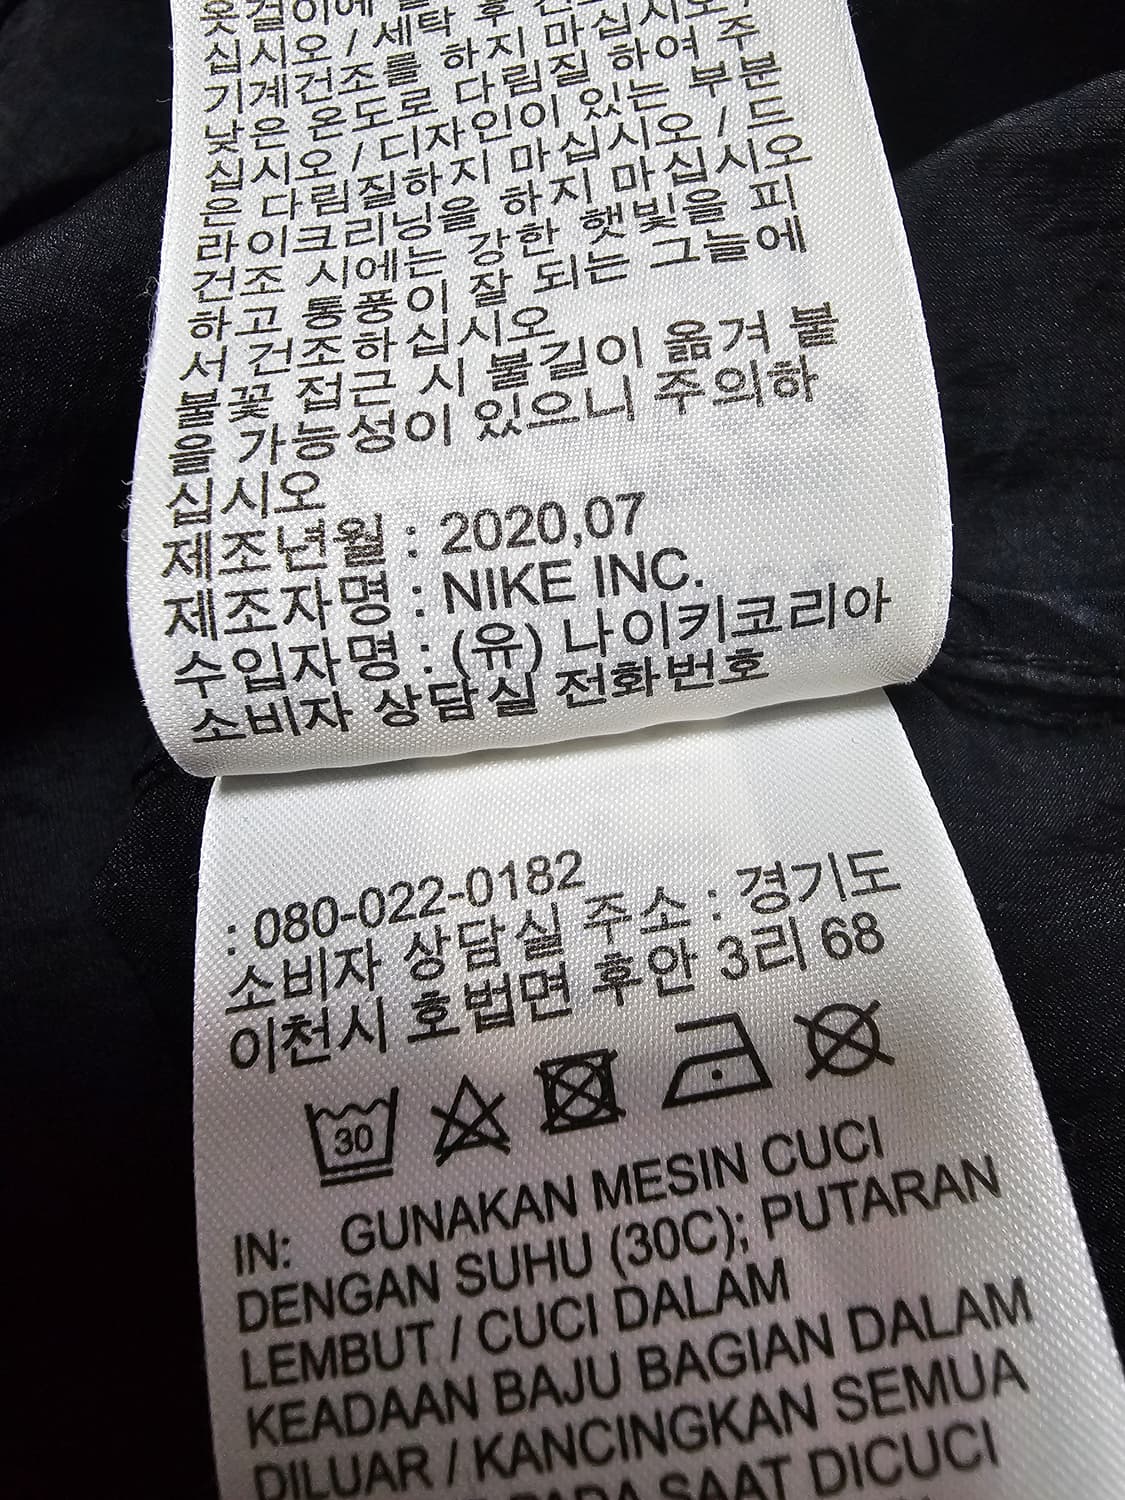 옷걸이에
십시오 / 세탁 후 건조
기계건조를 하지 마십시오
낮은 온도로 다림질 하여 주
십시오 / 디자인이 있는 부분
은 다림질하지 마십시오 / 드
라이크리닝을 하지 마십시오
건조 시에는 강한 햇빛을 피
하고 통풍이 잘 되는 그늘에
서 건조하십시오
불꽃 접근 시 불길이 옮겨 붙
을 가능성이 있으니 주의하
십시오
제조년월 : 2020,07
제조자명 : NIKE INC.
수입자명 : (유) 나이키코리아
소비자 상담실 전화번호
: 080-022-0182
소비자 상담실 주소 : 경기도
이천시 호법면 후안 3리 68
30
IN: GUNAKAN MESIN CUCI
DENGAN SUHU (30C); PUTARAN
LEMBUT / CUCI DALAM
KEADAAN BAJU BAGIAN DALAM
DILUAR / KANCINGKAN SEMUA
PADA SAAT DICUCI